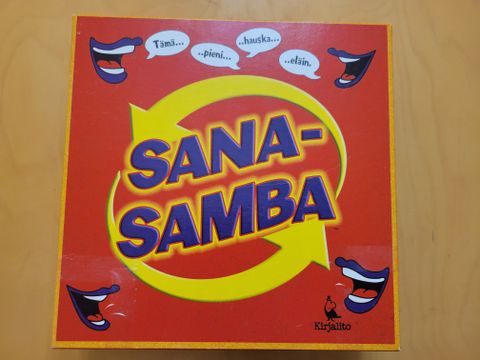 Tämä...
..pieni...
..hauska...
..eläin.
SANA-
SAMBA
Kirjalito